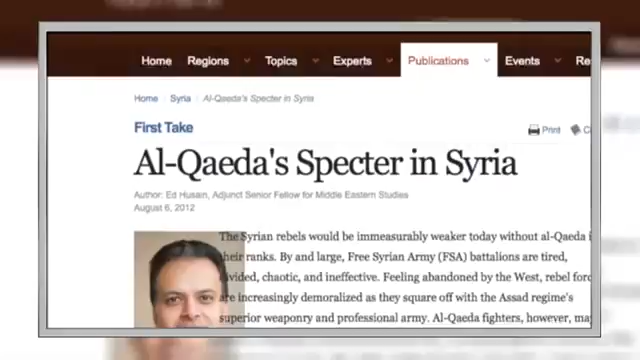 Home Regions Topics Experts Publications Events Re
Home Syria Al-Qaeda's Specter in Syria
First Take
Print C
Al-Qaeda's Specter in Syria
Author: Ed Husain, Adjunct Senior Fellow for Middle Eastern Studies
August 6, 2012
The Syrian rebels would be immeasurably weaker today without al-Qaeda i
their ranks. By and large, Free Syrian Army (FSA) battalions are tired,
divided, chaotic, and ineffective. Feeling abandoned by the West, rebel forc
are increasingly demoralized as they square off with the Assad regime's
superior weaponry and professional army. Al-Qaeda fighters, however, may